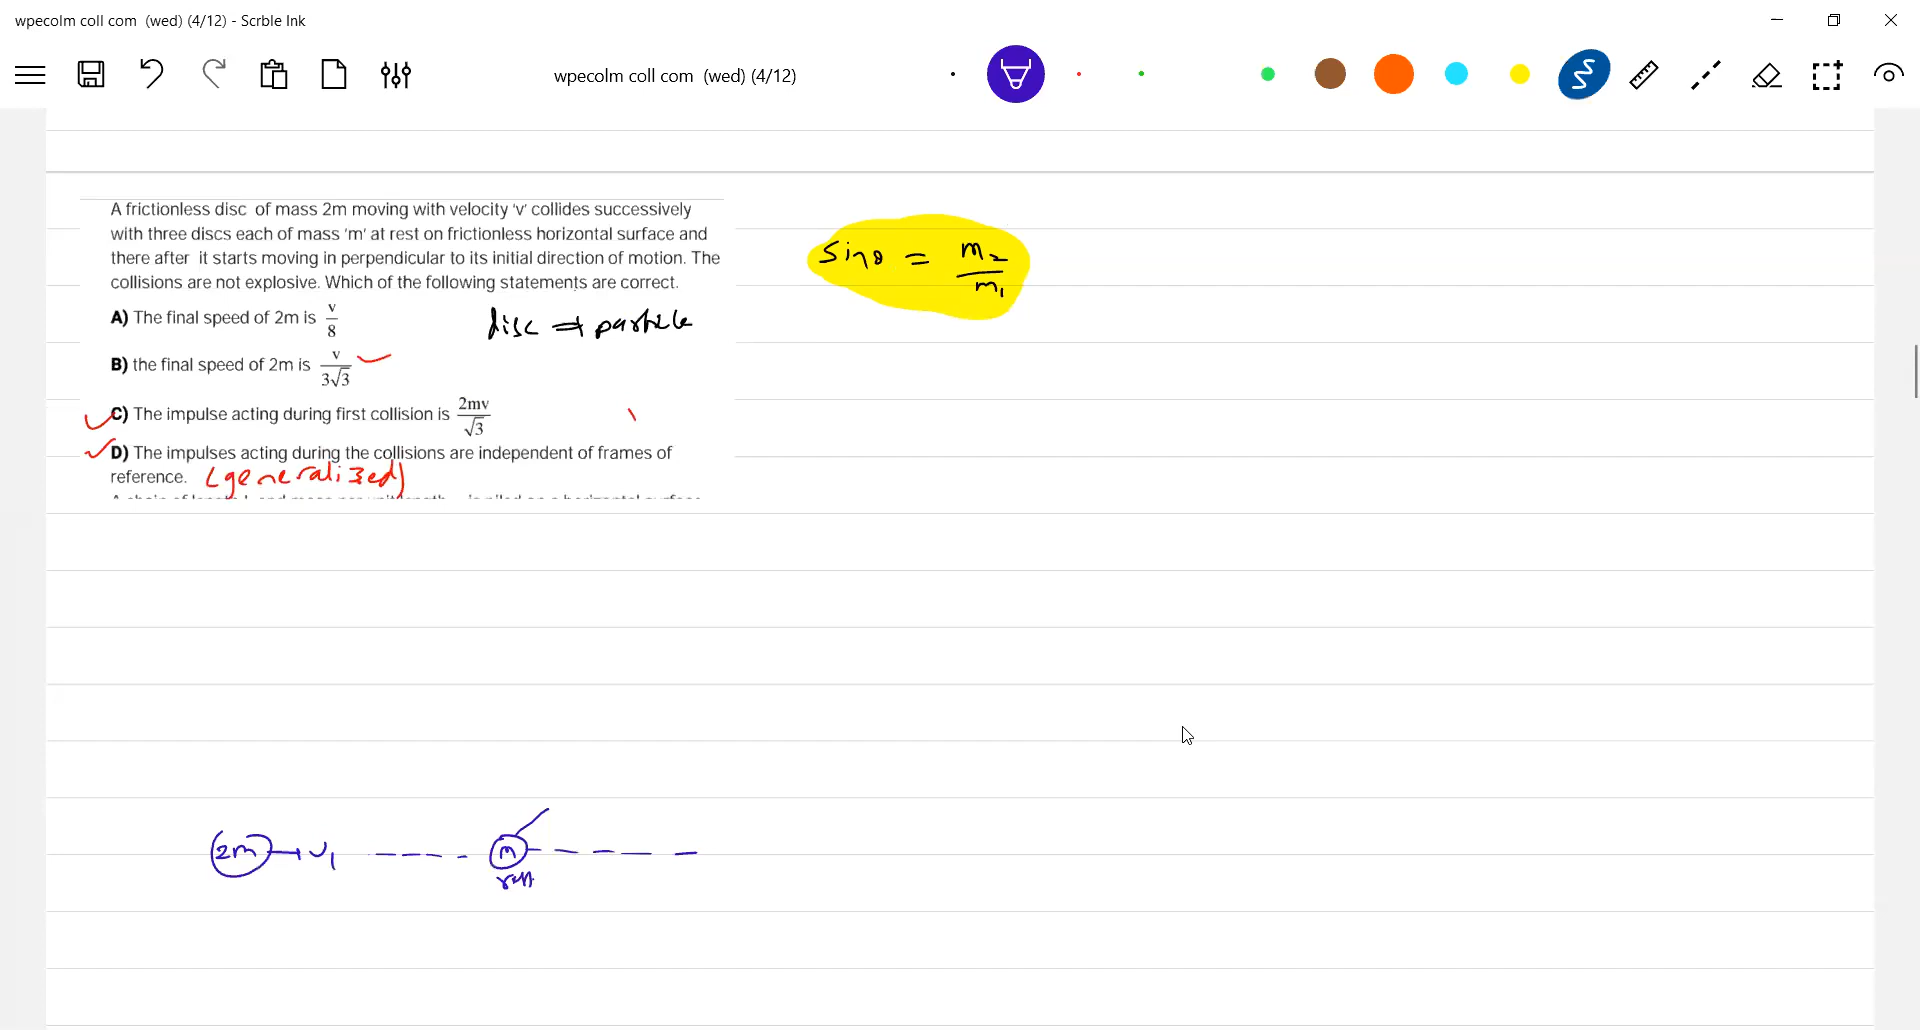 wpecolm coll com (wed) (4/12) - Scrble Ink
wpecolm coll com (wed) (4/12)
A frictionless disc of mass 2m moving with velocity 'v' collides successively
with three discs each of mass 'm' at rest on frictionless horizontal surface and
there after it starts moving in perpendicular to its initial direction of motion. The
collisions are not explosive. Which of the following statements are correct.
A) The final speed of 2m is v/8
disc ⇒ particle
B) the final speed of 2m is v/3√3
C) The impulse acting during first collision is 2mv/√3
D) The impulses acting during the collisions are independent of frames of
reference. (generalized)
sinθ = m₂/m₁
2m → v₁
m
rest